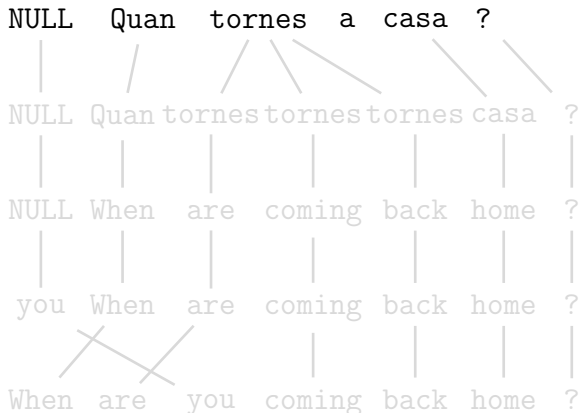 NULL Quan tornes a casa ?
NULL Quan tornes tornes tornes casa ?
NULL When are coming back home ?
you When are coming back home ?
When are you coming back home ?